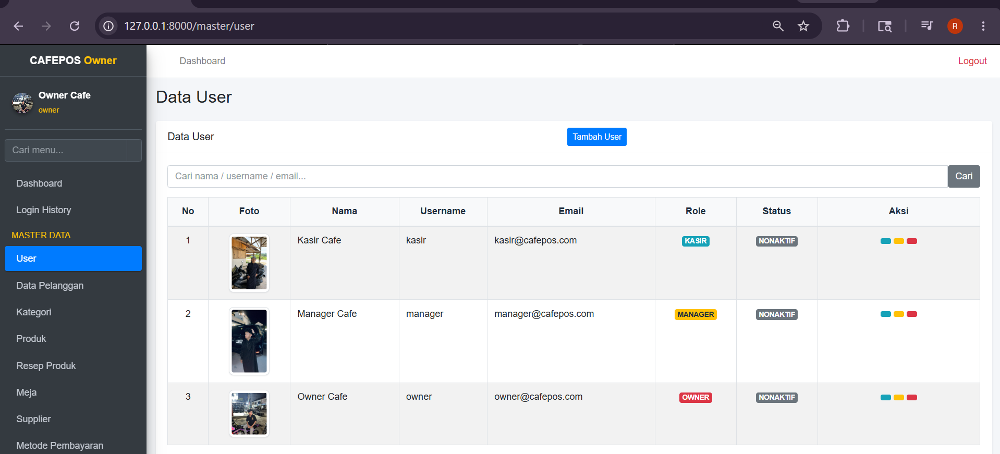 127.0.0.1:8000/master/user
R
CAFEPOS Owner
Dashboard
Logout
Owner Cafe
owner
Data User
Cari menu...
Data User
Tambah User
Cari nama / username / email...
Cari
Dashboard
Login History
MASTER DATA
User
Data Pelanggan
Kategori
Produk
Resep Produk
Meja
Supplier
Metode Pembayaran
No Foto Nama Username Email Role Status Aksi
1 Kasir Cafe kasir kasir@cafepos.com KASIR NONAKTIF
2 Manager Cafe manager manager@cafepos.com MANAGER NONAKTIF
3 Owner Cafe owner owner@cafepos.com OWNER NONAKTIF